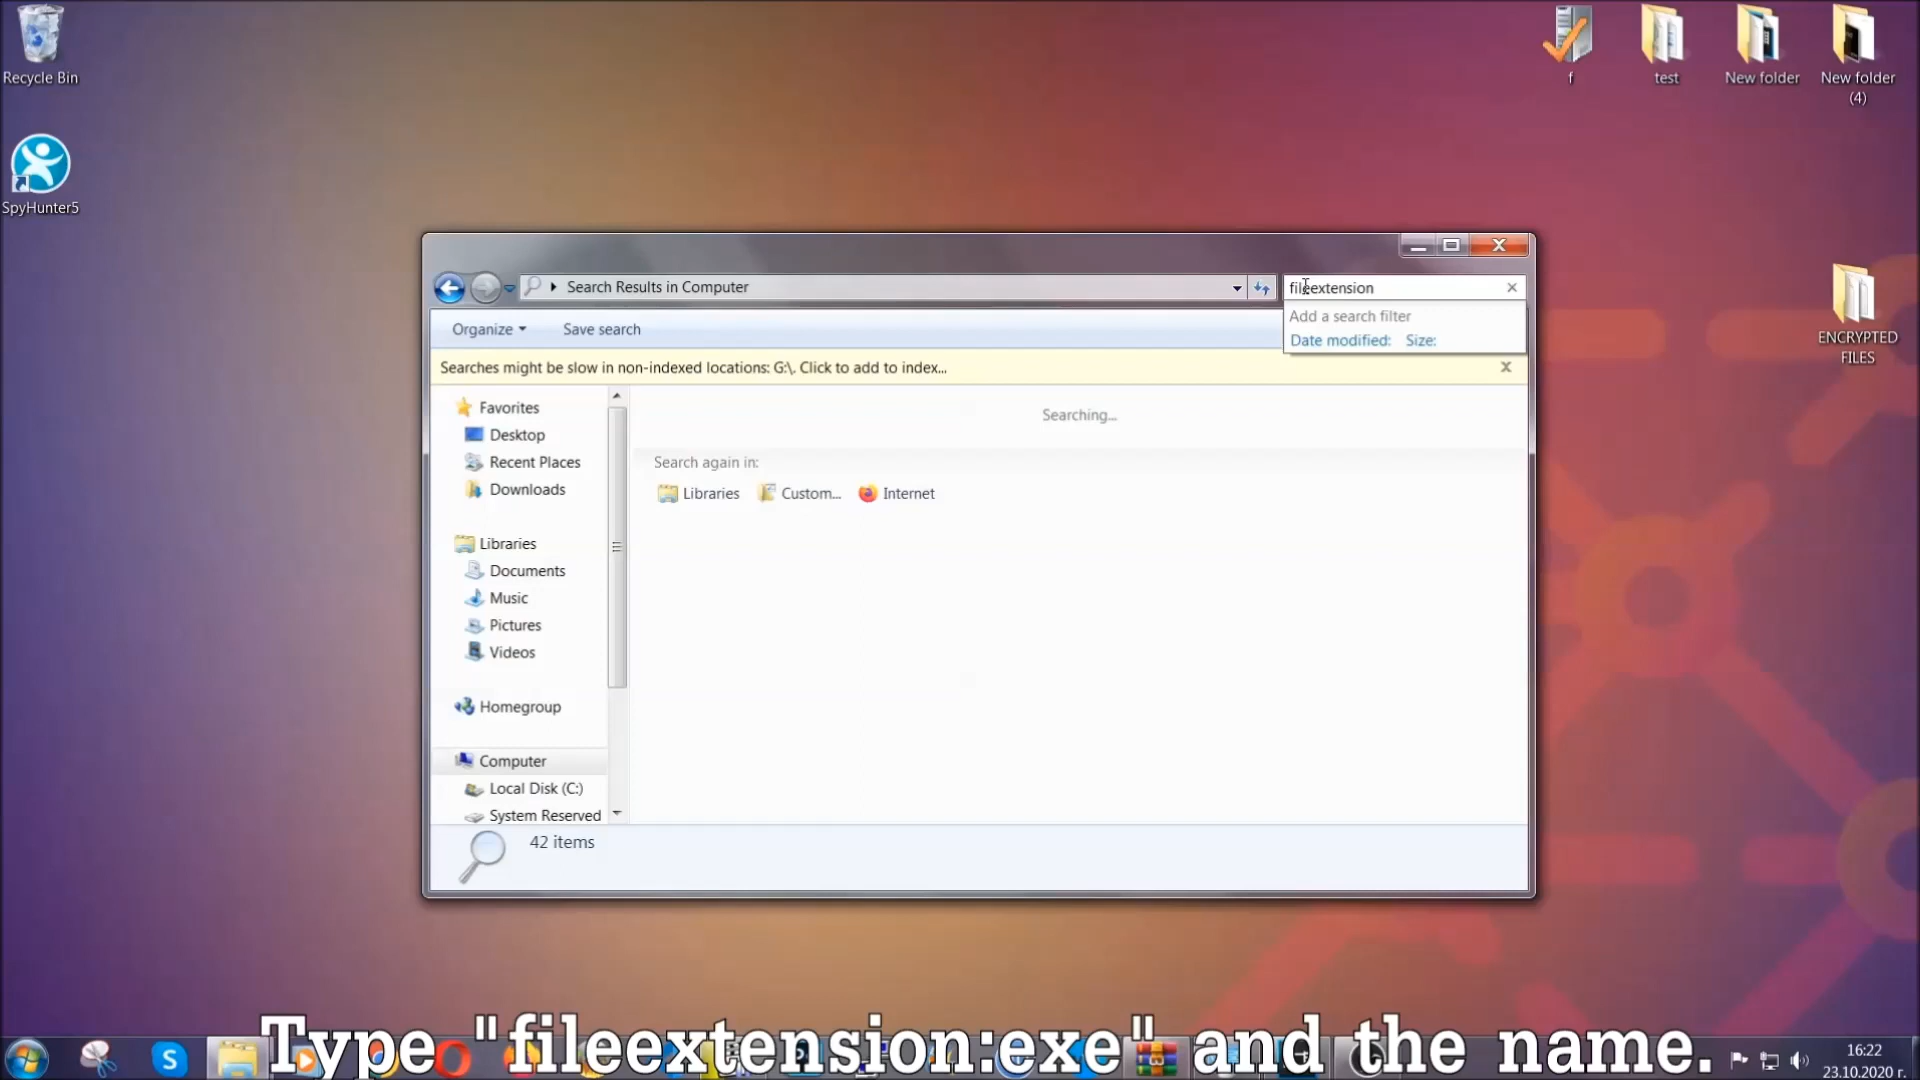 Recycle Bin
SpyHunter5
f
test
New folder
New folder
(4)
ENCRYPTED
FILES
Search Results in Computer
fileextension
Add a search filter
Date modified: Size:
Organize
Save search
Searches might be slow in non-indexed locations: G:\. Click to add to index...
Favorites
Desktop
Recent Places
Downloads
Libraries
Documents
Music
Pictures
Videos
Homegroup
Computer
Local Disk (C:)
System Reserved
Searching...
Search again in:
Libraries
Custom...
Internet
42 items
Type "fileextension:exe" and the name.
16:22
23.10.2020 г.